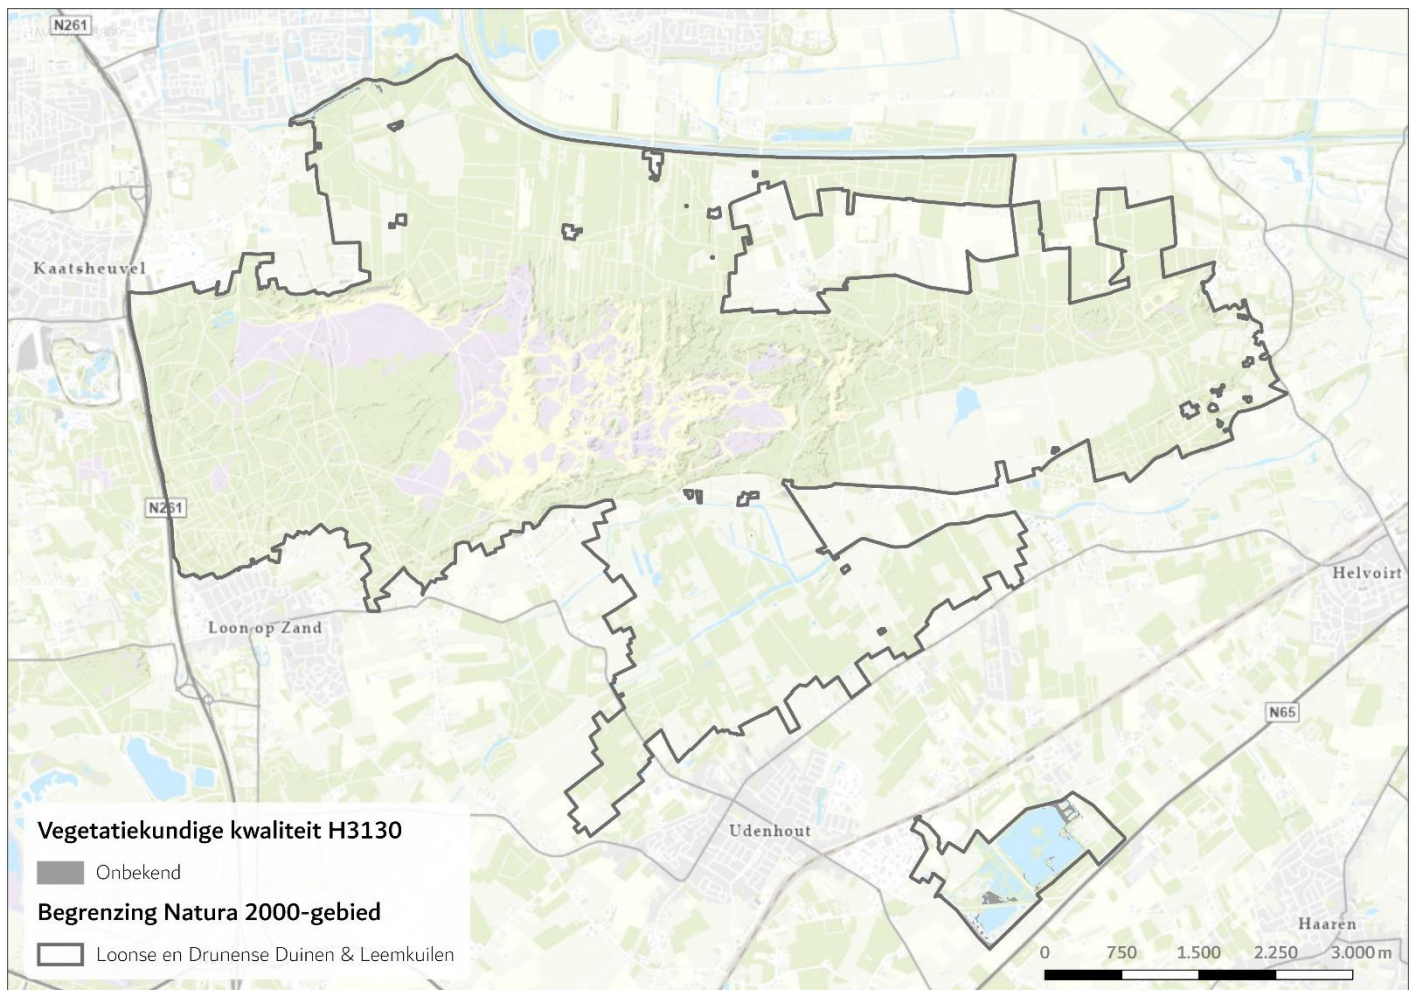 N261
Kaatsheuvel
N261
Loon op Zand
Helvoirt
N65
Udenhout
Haaren
Vegetatiekundige kwaliteit H3130
Onbekend
Begrenzing Natura 2000-gebied
Loonse en Drunense Duinen & Leemkuilen
0 750 1.500 2.250 3.000 m